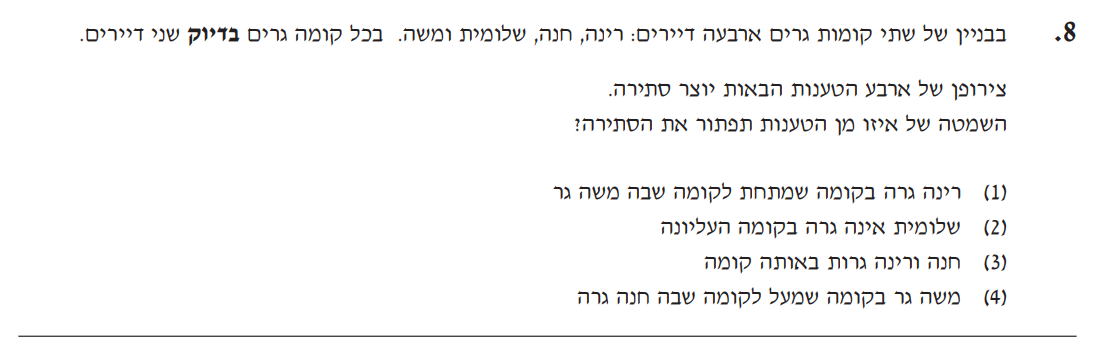 8. בבניין של שתי קומות גרים ארבעה דיירים: רינה, חנה, שלומית ומשה. בכל קומה גרים בדיוק שני דיירים.
צירופן של ארבע הטענות הבאות יוצר סתירה.
השמטה של איזו מן הטענות תפתור את הסתירה?
(1) רינה גרה בקומה שמתחת לקומה שבה משה גר
(2) שלומית אינה גרה בקומה העליונה
(3) חנה ורינה גרות באותה קומה
(4) משה גר בקומה שמעל לקומה שבה חנה גרה